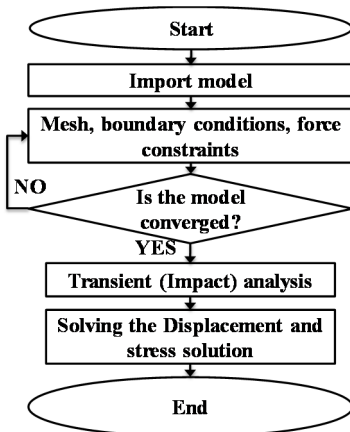 Start
Import model
Mesh, boundary conditions, force
constraints
NO
Is the model
converged?
YES
Transient (Impact) analysis
Solving the Displacement and
stress solution
End